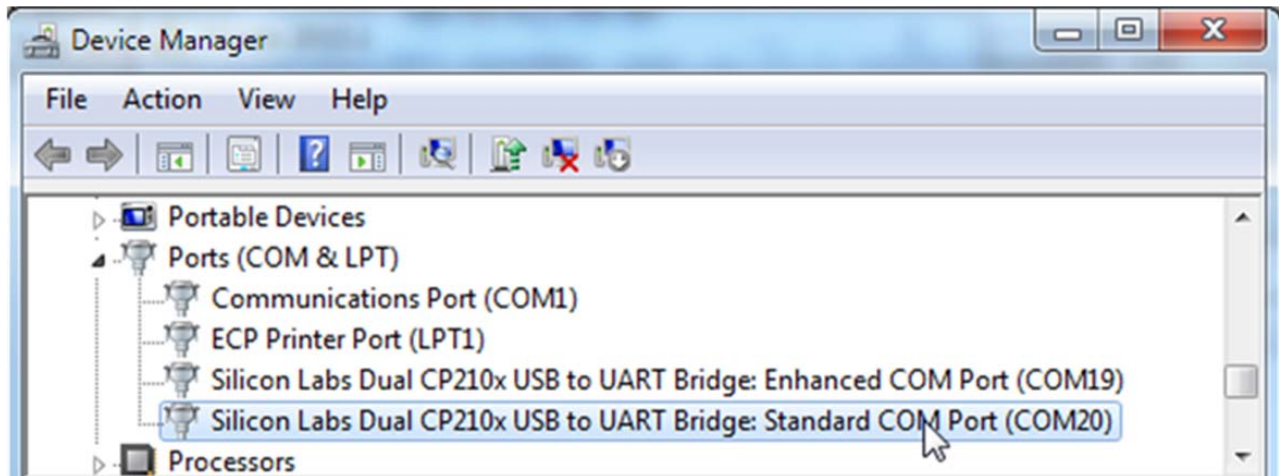 Device Manager
File Action View Help
Portable Devices
Ports (COM & LPT)
Communications Port (COM1)
ECP Printer Port (LPT1)
Silicon Labs Dual CP210x USB to UART Bridge: Enhanced COM Port (COM19)
Silicon Labs Dual CP210x USB to UART Bridge: Standard COM Port (COM20)
Processors